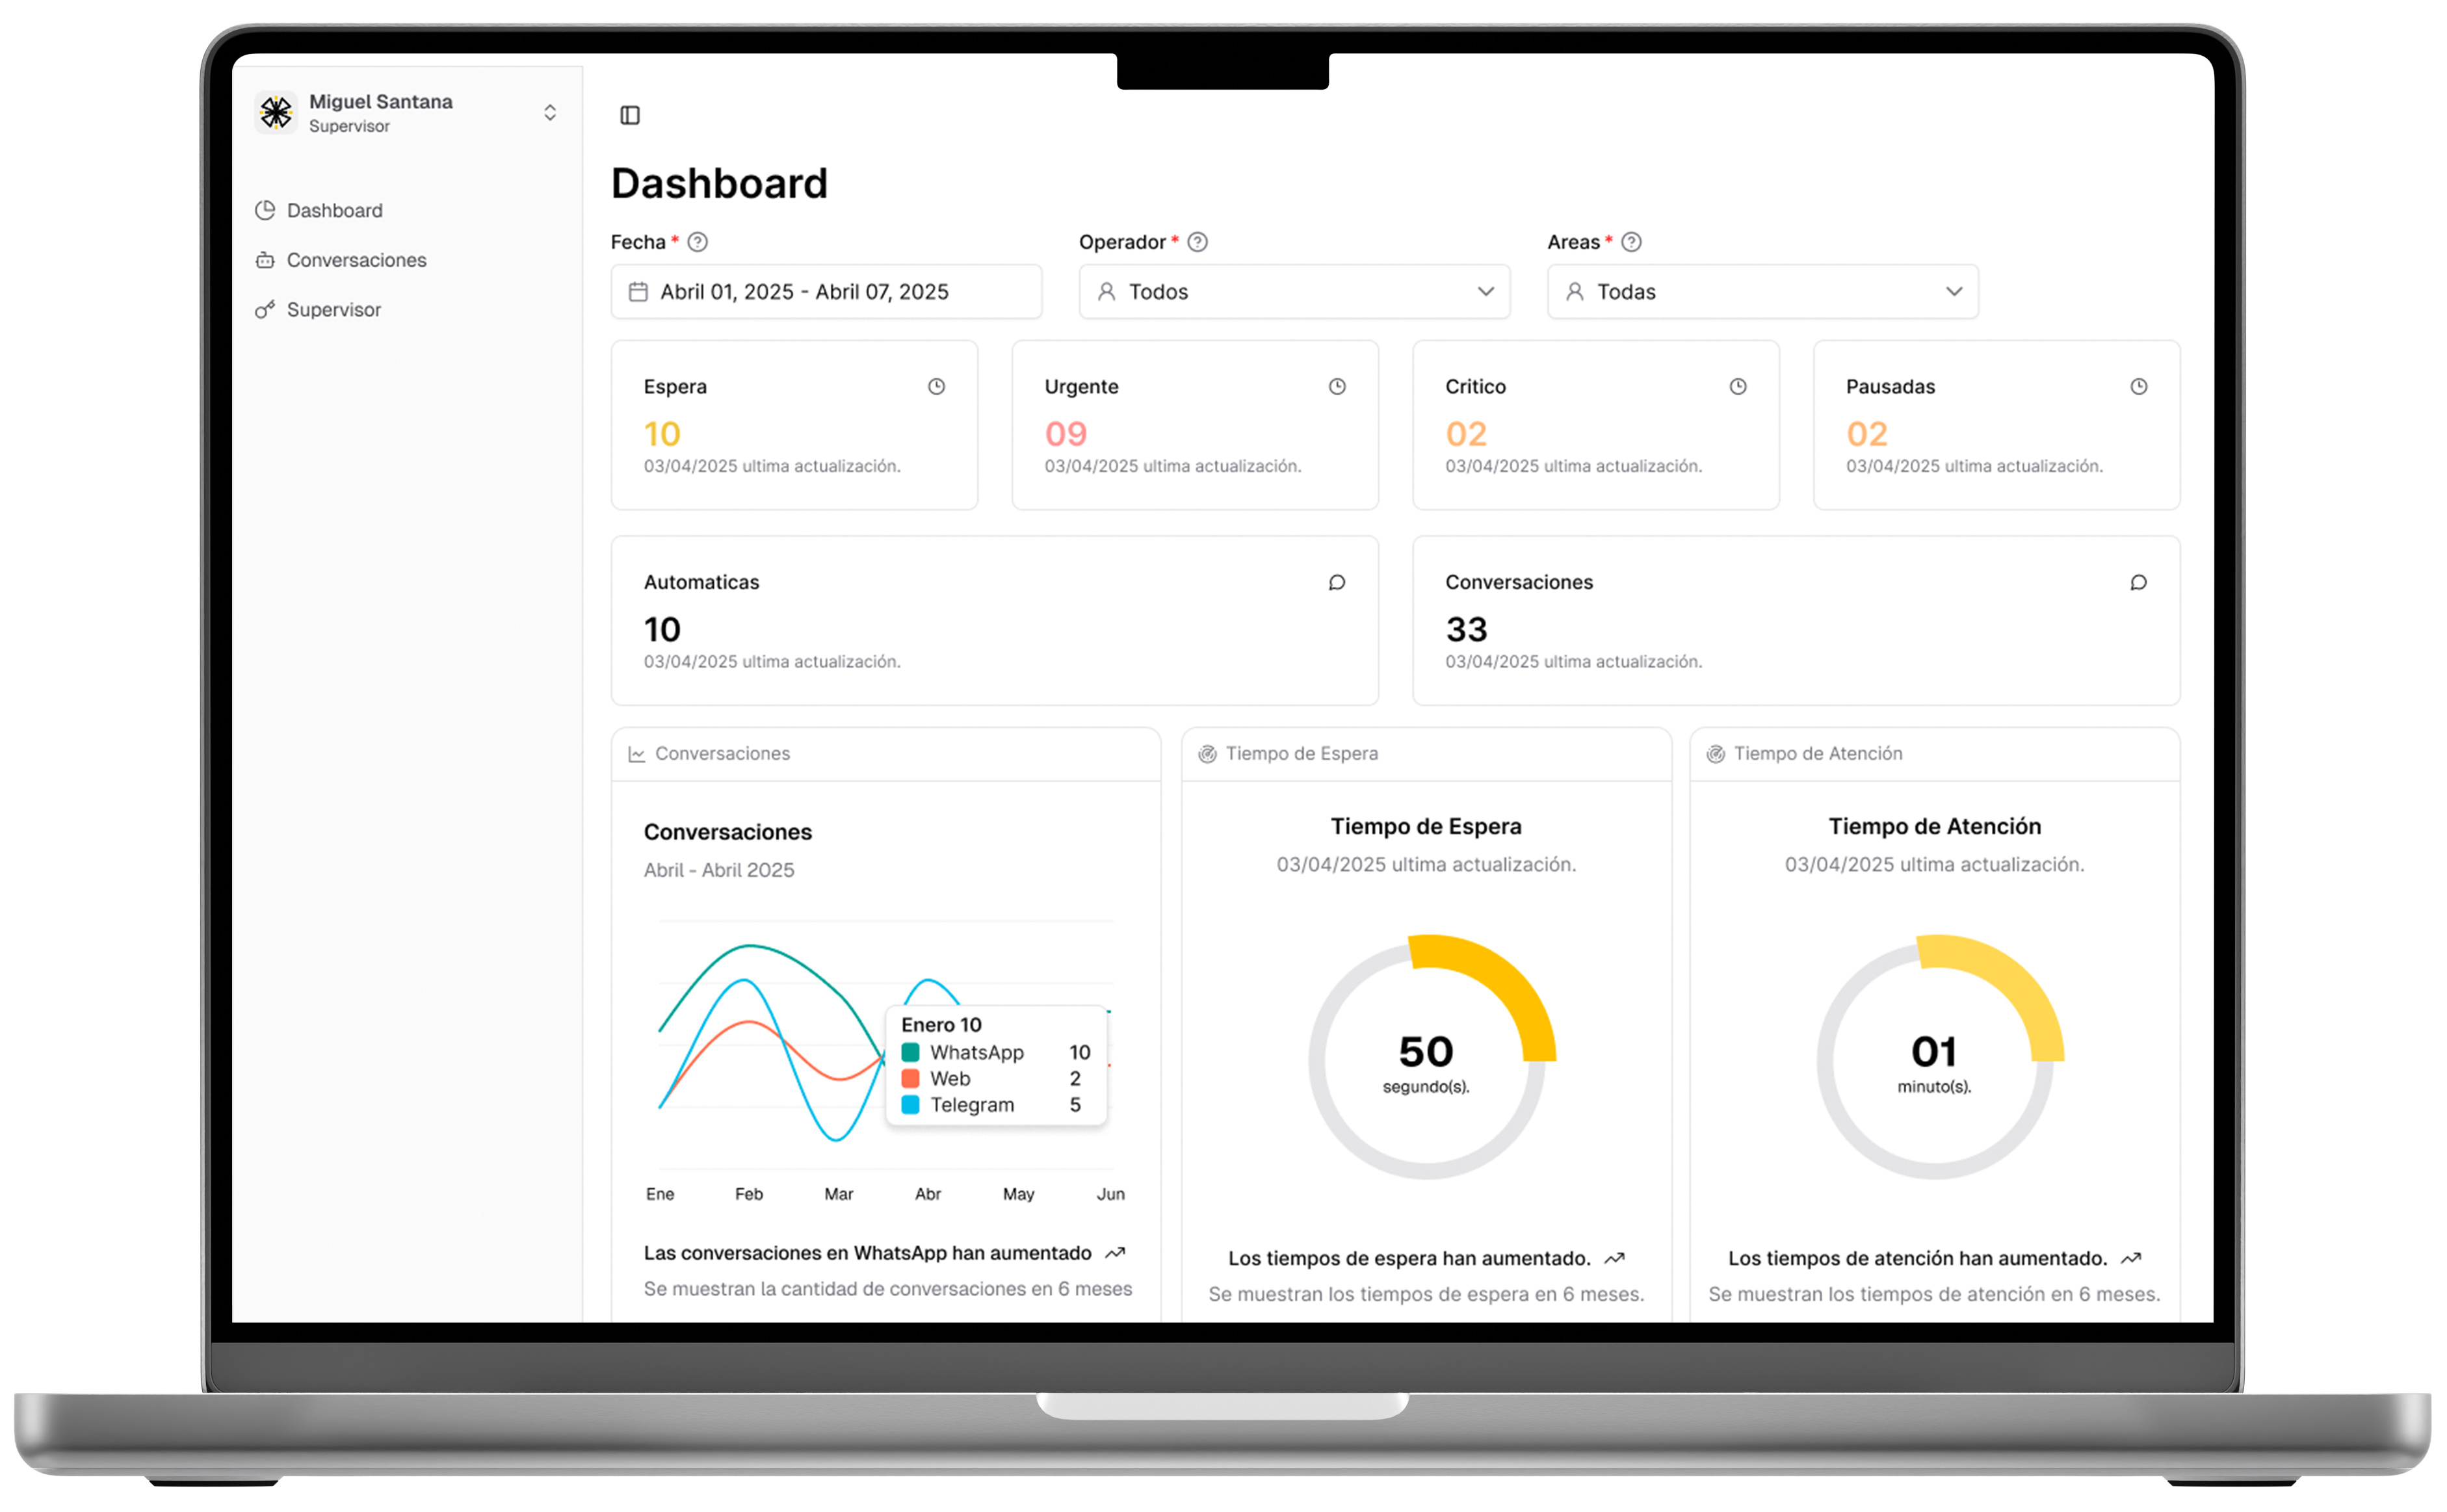 Miguel Santana
Supervisor
Dashboard
Conversaciones
Supervisor
Dashboard
Fecha *
Operador *
Areas *
Abril 01, 2025 - Abril 07, 2025
Todos
Todas
Espera
10
03/04/2025 ultima actualización.
Urgente
09
03/04/2025 ultima actualización.
Critico
02
03/04/2025 ultima actualización.
Pausadas
02
03/04/2025 ultima actualización.
Automaticas
10
03/04/2025 ultima actualización.
Conversaciones
33
03/04/2025 ultima actualización.
Conversaciones
Conversaciones
Abril - Abril 2025
Enero 10
WhatsApp 10
Web 2
Telegram 5
Ene Feb Mar Abr May Jun
Las conversaciones en WhatsApp han aumentado
Se muestran la cantidad de conversaciones en 6 meses
Tiempo de Espera
Tiempo de Espera
03/04/2025 ultima actualización.
50
segundo(s).
Los tiempos de espera han aumentado.
Se muestran los tiempos de espera en 6 meses.
Tiempo de Atención
Tiempo de Atención
03/04/2025 ultima actualización.
01
minuto(s).
Los tiempos de atención han aumentado.
Se muestran los tiempos de atención en 6 meses.